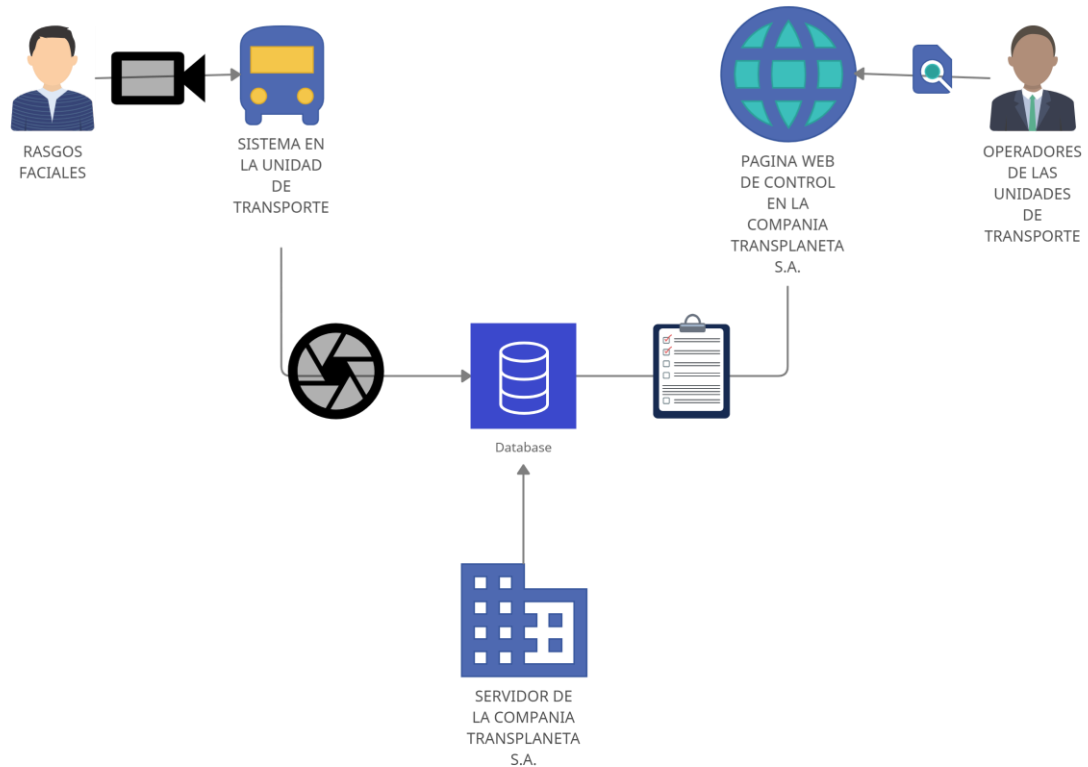 RASGOS
FACIALES
SISTEMA EN
LA UNIDAD
DE
TRANSPORTE
PAGINA WEB
DE CONTROL
EN LA
COMPANIA
TRANSPLANETA
S.A.
OPERADORES
DE LAS
UNIDADES
DE
TRANSPORTE
Database
SERVIDOR DE
LA COMPANIA
TRANSPLANETA
S.A.